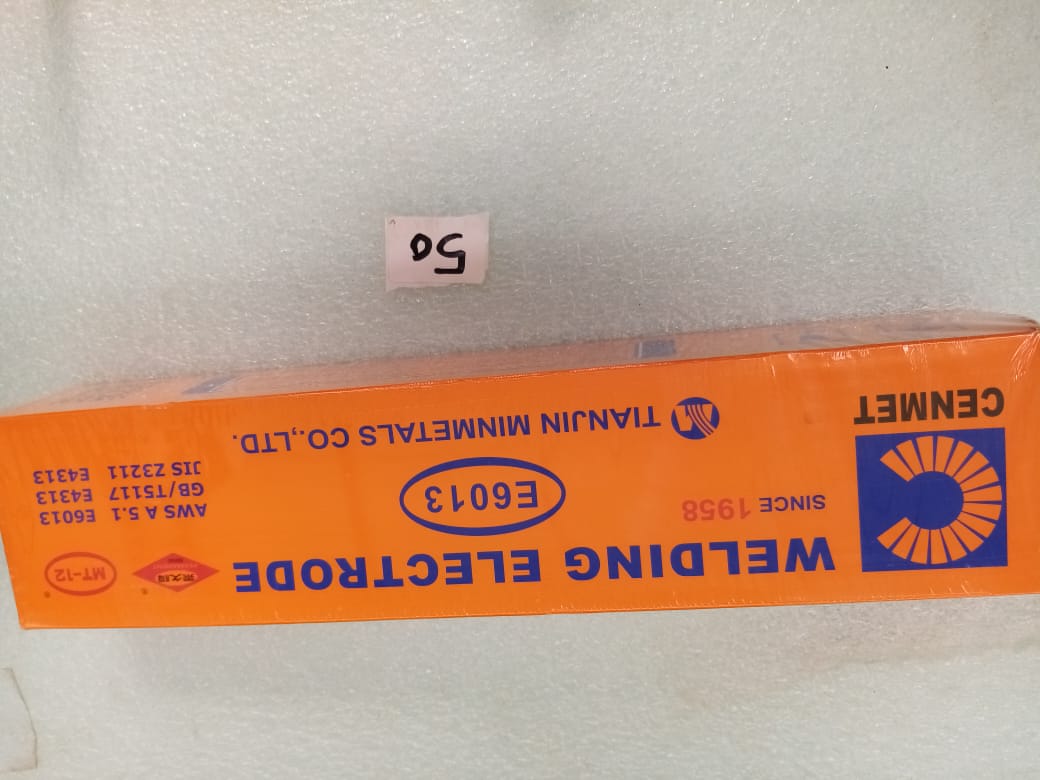 CENMET
WELDING ELECTRODE
SINCE 1958
E6013
TIANJIN MINMETALS CO.,LTD.
MT-12
AWS A 5.1 E6013
GB/T5117 E4313
JIS Z3211 E4313
50